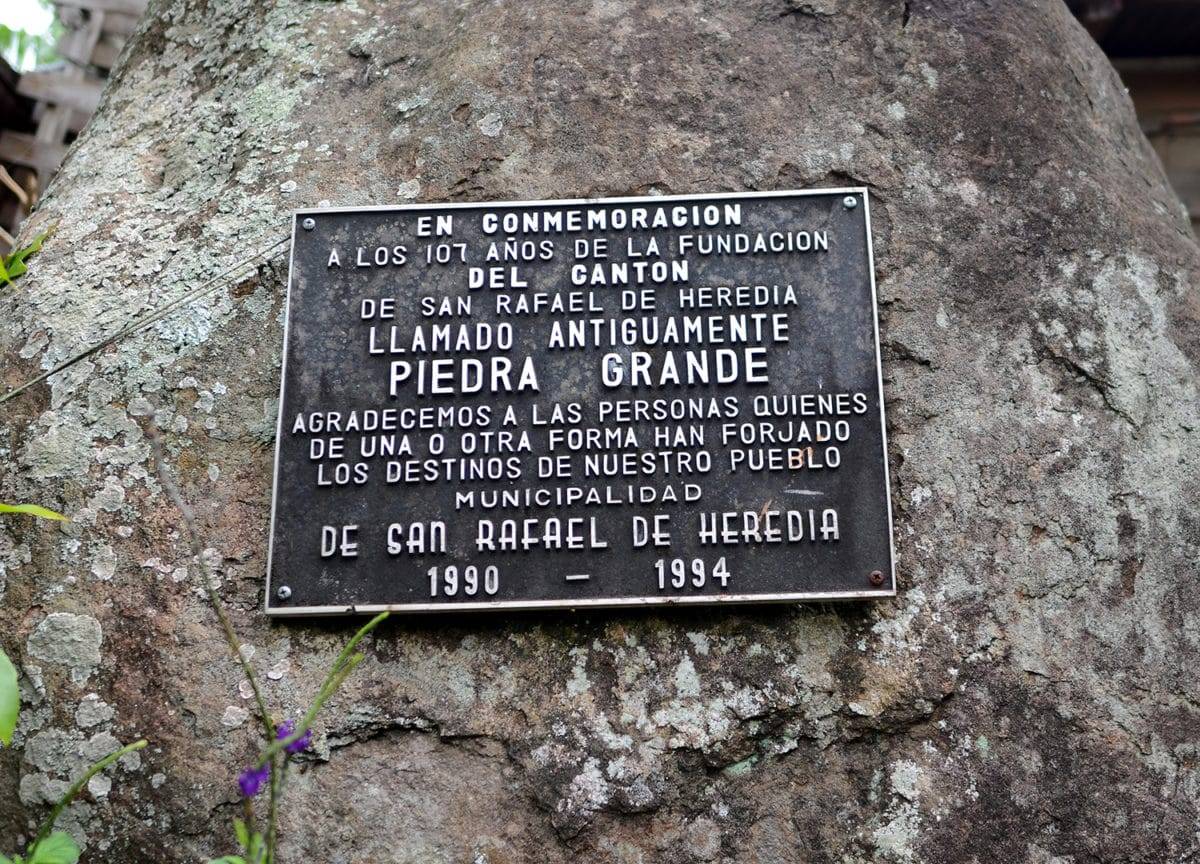 EN CONMEMORACION
A LOS 107 AÑOS DE LA FUNDACION
DEL CANTON
DE SAN RAFAEL DE HEREDIA
LLAMADO ANTIGUAMENTE
PIEDRA GRANDE
AGRADECEMOS A LAS PERSONAS QUIENES
DE UNA O OTRA FORMA HAN FORJADO
LOS DESTINOS DE NUESTRO PUEBLO
MUNICIPALIDAD
DE SAN RAFAEL DE HEREDIA
1990 — 1994